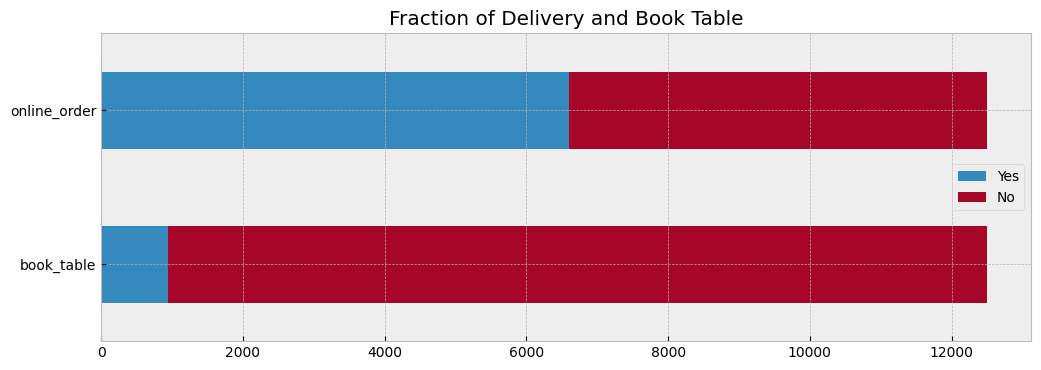 Fraction of Delivery and Book Table
online_order
Yes
No
book_table
0 2000 4000 6000 8000 10000 12000